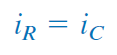 i_R = i_C